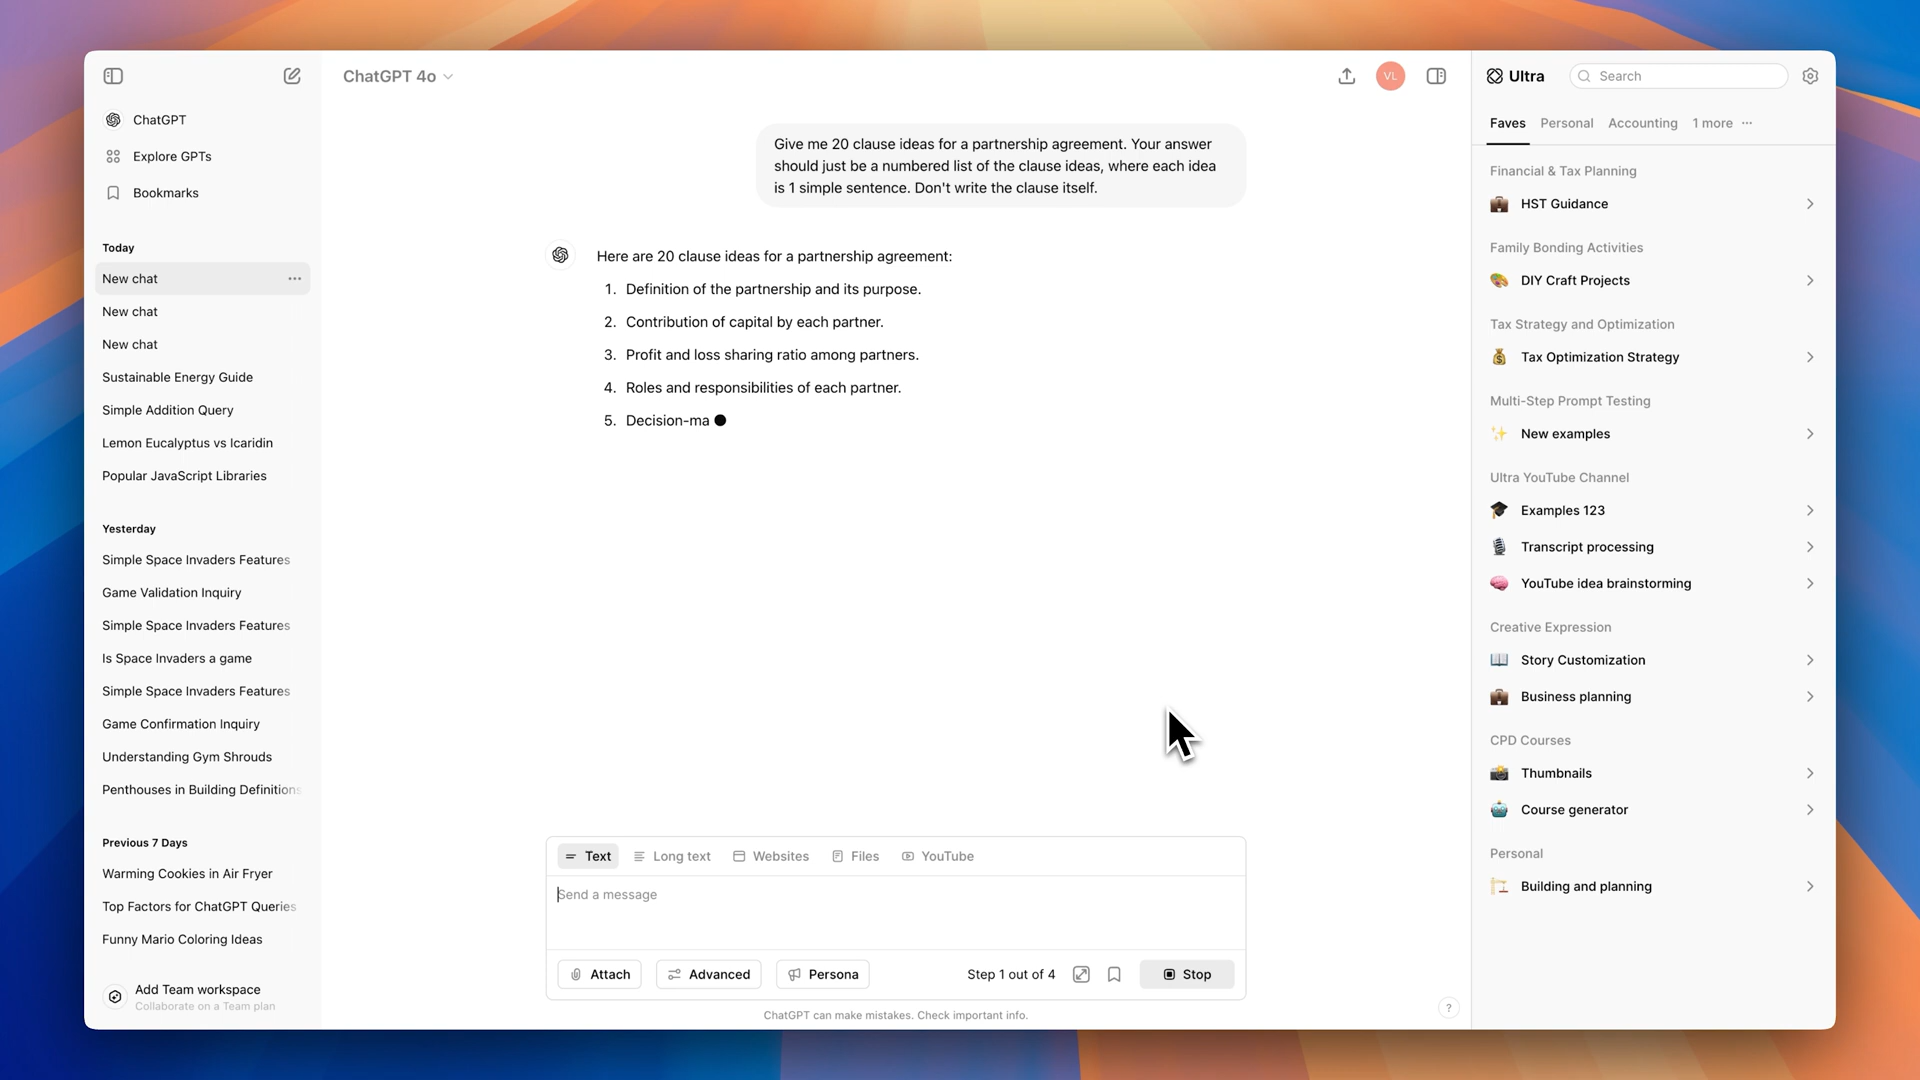 ChatGPT
Explore GPTs
Bookmarks
Today
New chat
New chat
New chat
Sustainable Energy Guide
Simple Addition Query
Lemon Eucalyptus vs Icaridin
Popular JavaScript Libraries
Yesterday
Simple Space Invaders Features
Game Validation Inquiry
Simple Space Invaders Features
Is Space Invaders a game
Simple Space Invaders Features
Game Confirmation Inquiry
Understanding Gym Shrouds
Penthouses in Building Definitions
Previous 7 Days
Warming Cookies in Air Fryer
Top Factors for ChatGPT Queries
Funny Mario Coloring Ideas
Add Team workspace
Collaborate on a Team plan
ChatGPT 4o
VL
Give me 20 clause ideas for a partnership agreement. Your answer
should just be a numbered list of the clause ideas, where each idea
is 1 simple sentence. Don't write the clause itself.
Here are 20 clause ideas for a partnership agreement:
1. Definition of the partnership and its purpose.
2. Contribution of capital by each partner.
3. Profit and loss sharing ratio among partners.
4. Roles and responsibilities of each partner.
5. Decision-ma
Text Long text Websites Files YouTube
Send a message
Attach Advanced Persona Step 1 out of 4 Stop
ChatGPT can make mistakes. Check important info.
?
Ultra Search
Faves Personal Accounting 1 more
Financial & Tax Planning
HST Guidance
Family Bonding Activities
DIY Craft Projects
Tax Strategy and Optimization
Tax Optimization Strategy
Multi-Step Prompt Testing
New examples
Ultra YouTube Channel
Examples 123
Transcript processing
YouTube idea brainstorming
Creative Expression
Story Customization
Business planning
CPD Courses
Thumbnails
Course generator
Personal
Building and planning